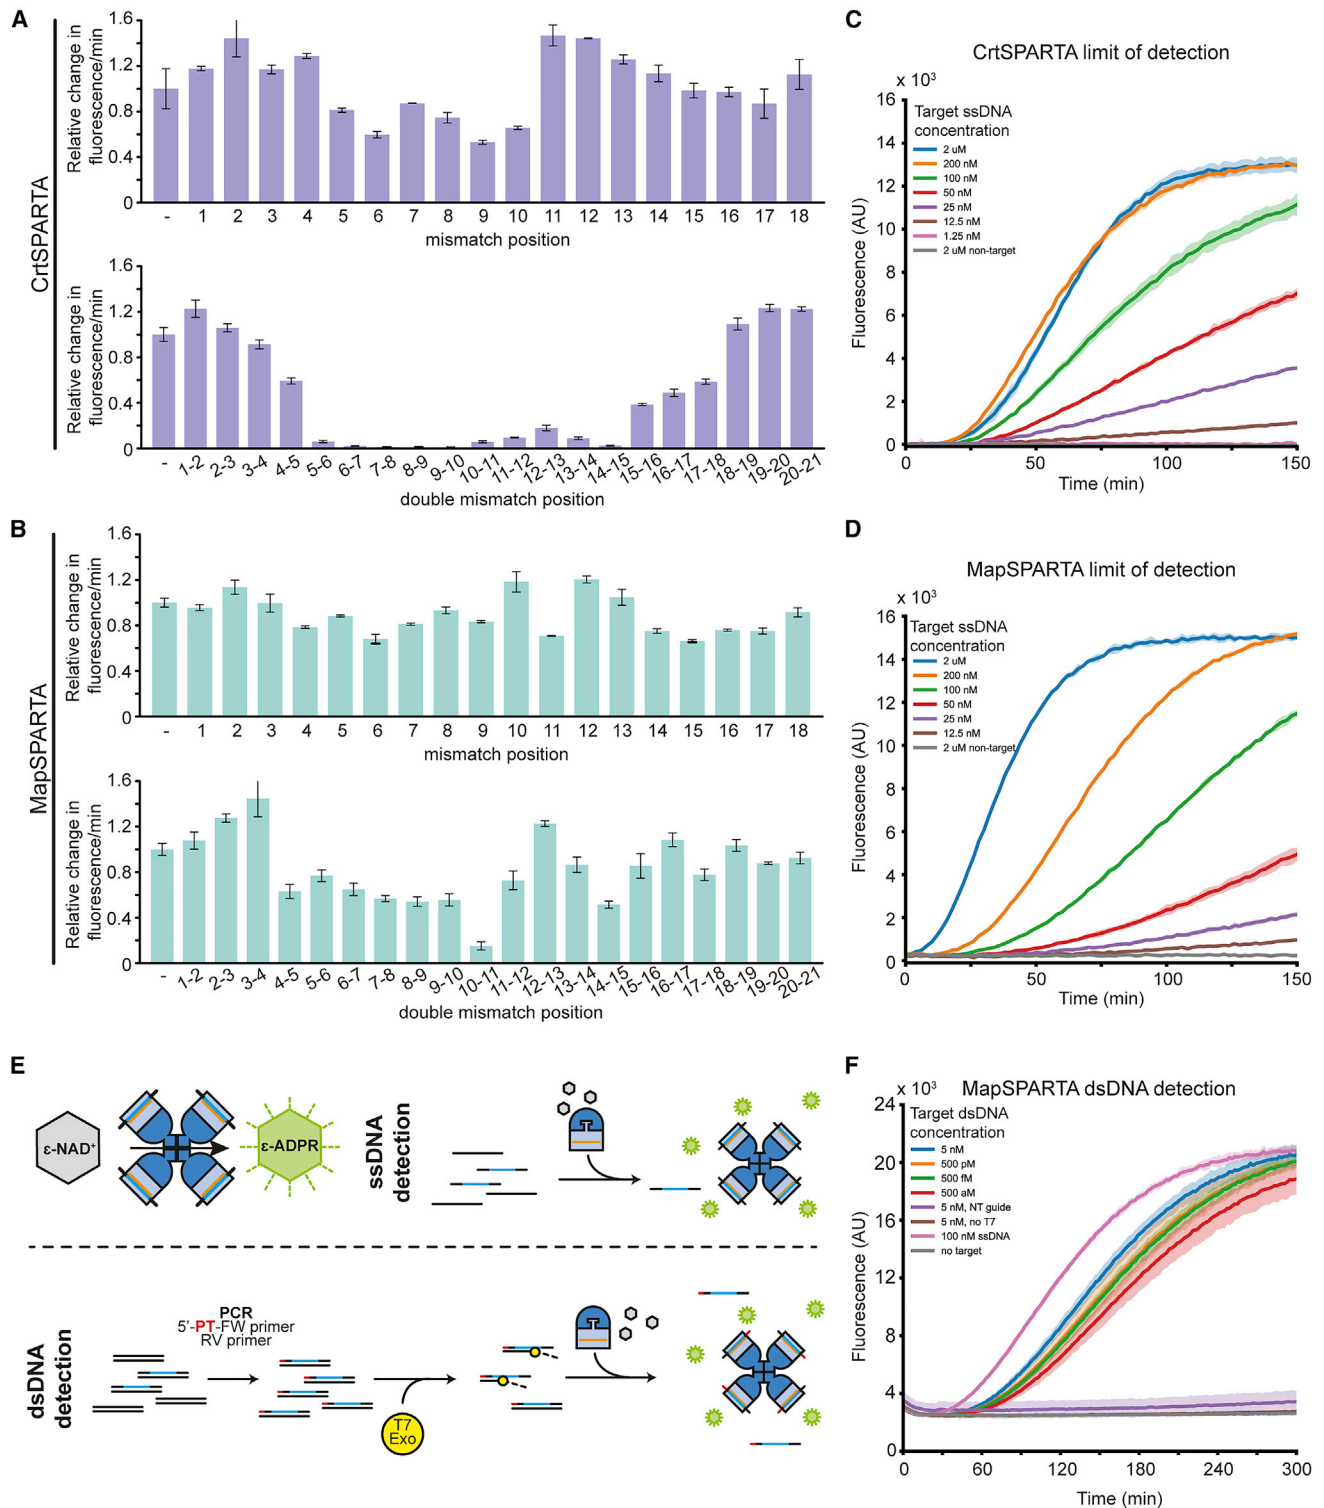 A
CrtSPARTA
Relative change in
fluorescence/min
1.6
1.2
0.8
0.4
0
- 1 2 3 4 5 6 7 8 9 10 11 12 13 14 15 16 17 18
mismatch position
Relative change in
fluorescence/min
1.6
1.2
0.8
0.4
0
- 1-2 2-3 3-4 4-5 5-6 6-7 7-8 8-9 9-10 10-11 11-12 12-13 13-14 14-15 15-16 16-17 17-18 18-19 19-20 20-21
double mismatch position
B
MapSPARTA
Relative change in
fluorescence/min
1.6
1.2
0.8
0.4
0
- 1 2 3 4 5 6 7 8 9 10 11 12 13 14 15 16 17 18
mismatch position
Relative change in
fluorescence/min
1.6
1.2
0.8
0.4
0
- 1-2 2-3 3-4 4-5 5-6 6-7 7-8 8-9 9-10 10-11 11-12 12-13 13-14 14-15 15-16 16-17 17-18 18-19 19-20 20-21
double mismatch position
C
CrtSPARTA limit of detection
x 10³
Fluorescence (AU)
16
14
12
10
8
6
4
2
0
Target ssDNA
concentration
2 uM
200 nM
100 nM
50 nM
25 nM
12.5 nM
1.25 nM
2 uM non-target
0 50 100 150
Time (min)
D
MapSPARTA limit of detection
x 10³
Fluorescence (AU)
16
14
12
10
8
6
4
2
0
Target ssDNA
concentration
2 uM
200 nM
100 nM
50 nM
25 nM
12.5 nM
2 uM non-target
0 50 100 150
Time (min)
E
ε-NAD⁺
ε-ADPR
ssDNA
detection
dsDNA
detection
PCR
5'-PT-FW primer
RV primer
T7
Exo
F
MapSPARTA dsDNA detection
x 10³
Fluorescence (AU)
24
20
16
12
8
4
0
Target dsDNA
concentration
5 nM
500 pM
500 fM
500 aM
5 nM, NT guide
5 nM, no T7
100 nM ssDNA
no target
0 60 120 180 240 300
Time (min)